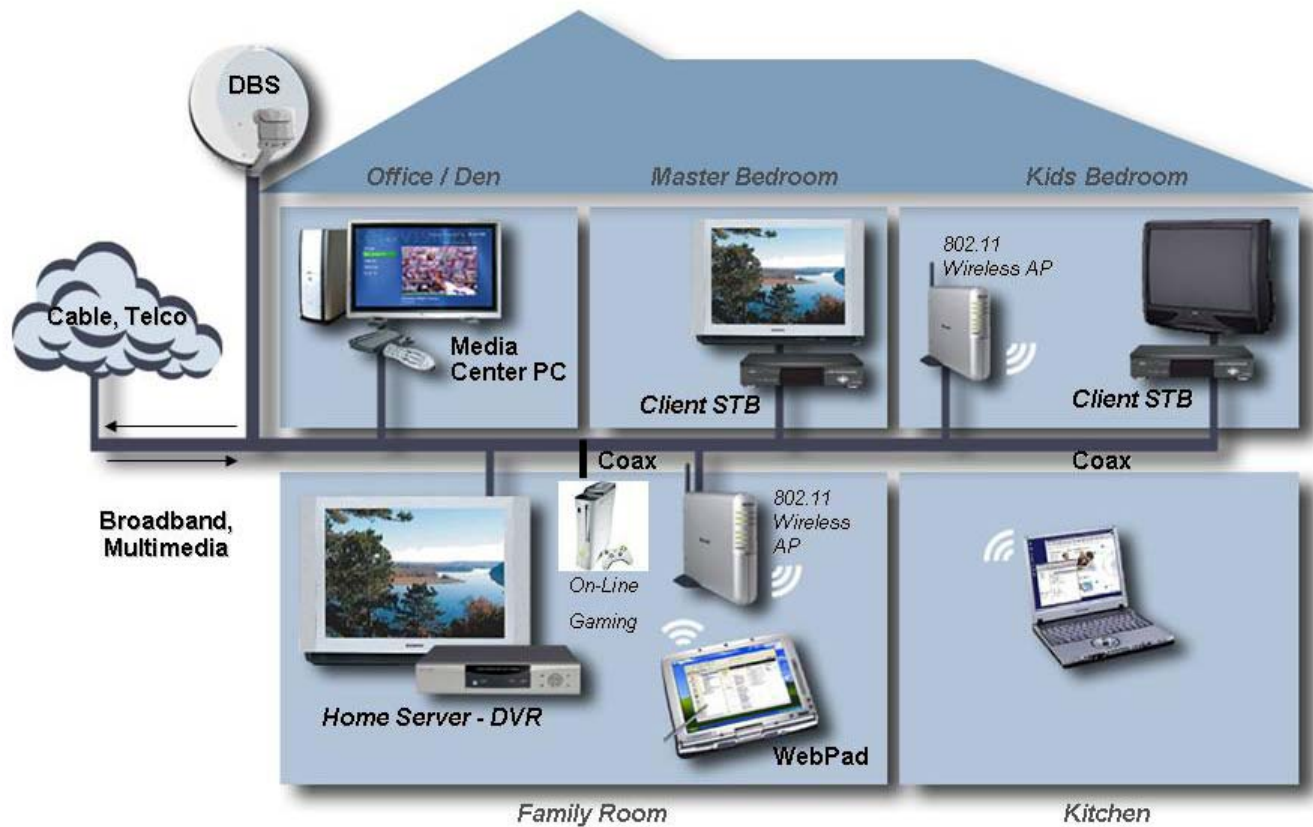 DBS
Office / Den
Master Bedroom
Kids Bedroom
Cable, Telco
Media
Center PC
Client STB
802.11
Wireless AP
Client STB
Coax
Coax
Broadband,
Multimedia
On-Line
Gaming
802.11
Wireless
AP
Home Server - DVR
WebPad
Family Room
Kitchen